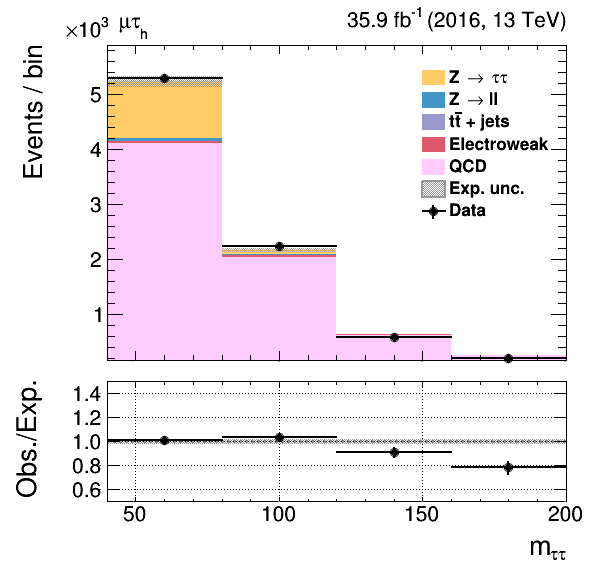 ×10³ μτₕ 35.9 fb⁻¹ (2016, 13 TeV)
Events / bin
5
4
3
2
1
Z → ττ
Z → ll
tt̄ + jets
Electroweak
QCD
Exp. unc.
Data
Obs./Exp.
1.4
1.2
1.0
0.8
0.6
50 100 150 200
m_ττ